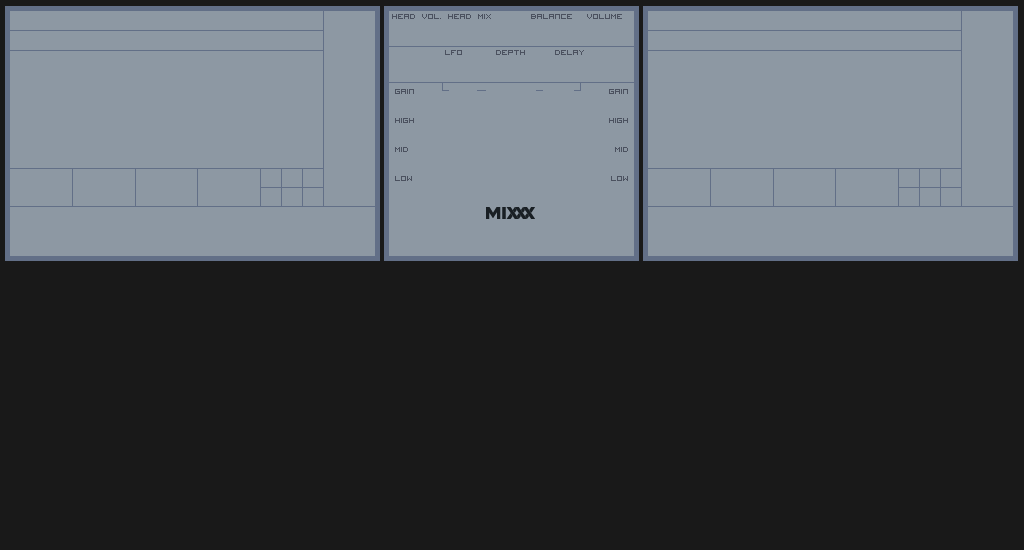 HEAD VOL. HEAD MIX BALANCE VOLUME
LFO DEPTH DELAY
GAIN GAIN
HIGH HIGH
MID MID
LOW LOW
MIXXX